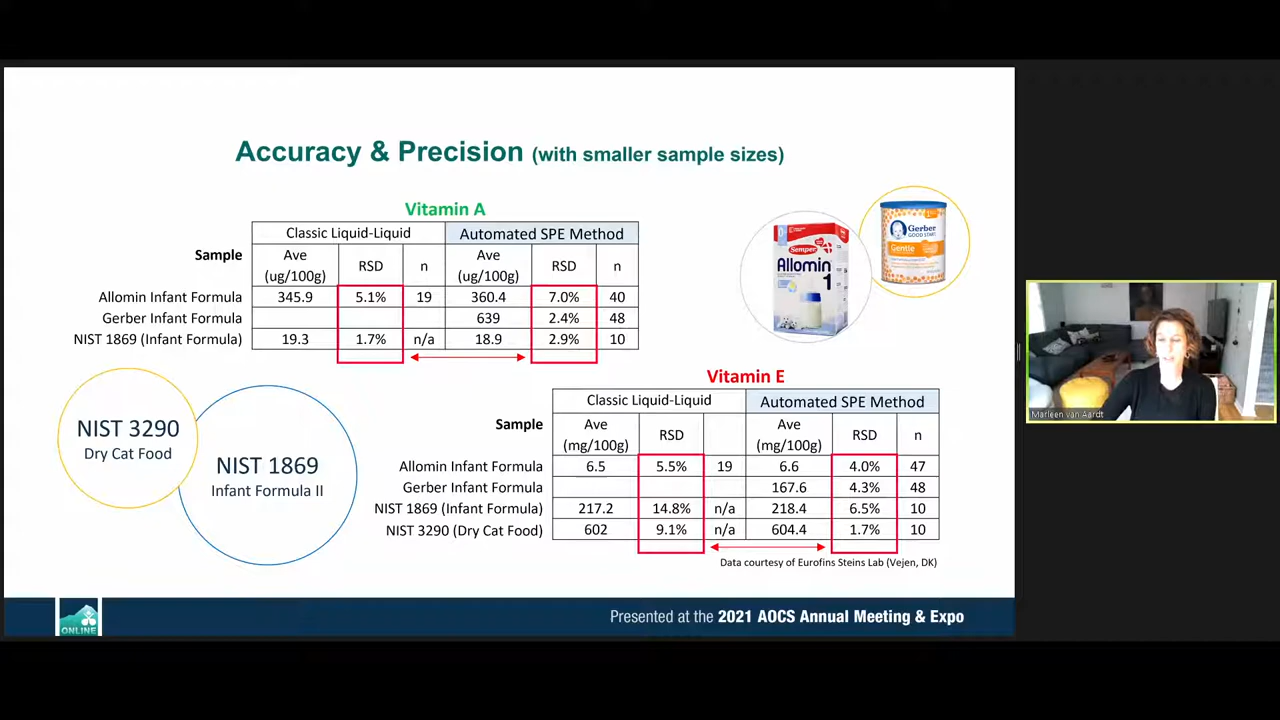 Accuracy & Precision (with smaller sample sizes)
Vitamin A
Classic Liquid-Liquid Automated SPE Method
Sample Ave (ug/100g) RSD n Ave (ug/100g) RSD n
Allomin Infant Formula 345.9 5.1% 19 360.4 7.0% 40
Gerber Infant Formula 639 2.4% 48
NIST 1869 (Infant Formula) 19.3 1.7% n/a 18.9 2.9% 10
Semper
Allomin
1
Gerber
GOOD START
Gentle
NIST 3290
Dry Cat Food
NIST 1869
Infant Formula II
Vitamin E
Classic Liquid-Liquid Automated SPE Method
Sample Ave (mg/100g) RSD Ave (mg/100g) RSD n
Allomin Infant Formula 6.5 5.5% 19 6.6 4.0% 47
Gerber Infant Formula 167.6 4.3% 48
NIST 1869 (Infant Formula) 217.2 14.8% n/a 218.4 6.5% 10
NIST 3290 (Dry Cat Food) 602 9.1% n/a 604.4 1.7% 10
Data courtesy of Eurofins Steins Lab (Vejen, DK)
Marleen van Aardt
ONLINE
Presented at the 2021 AOCS Annual Meeting & Expo